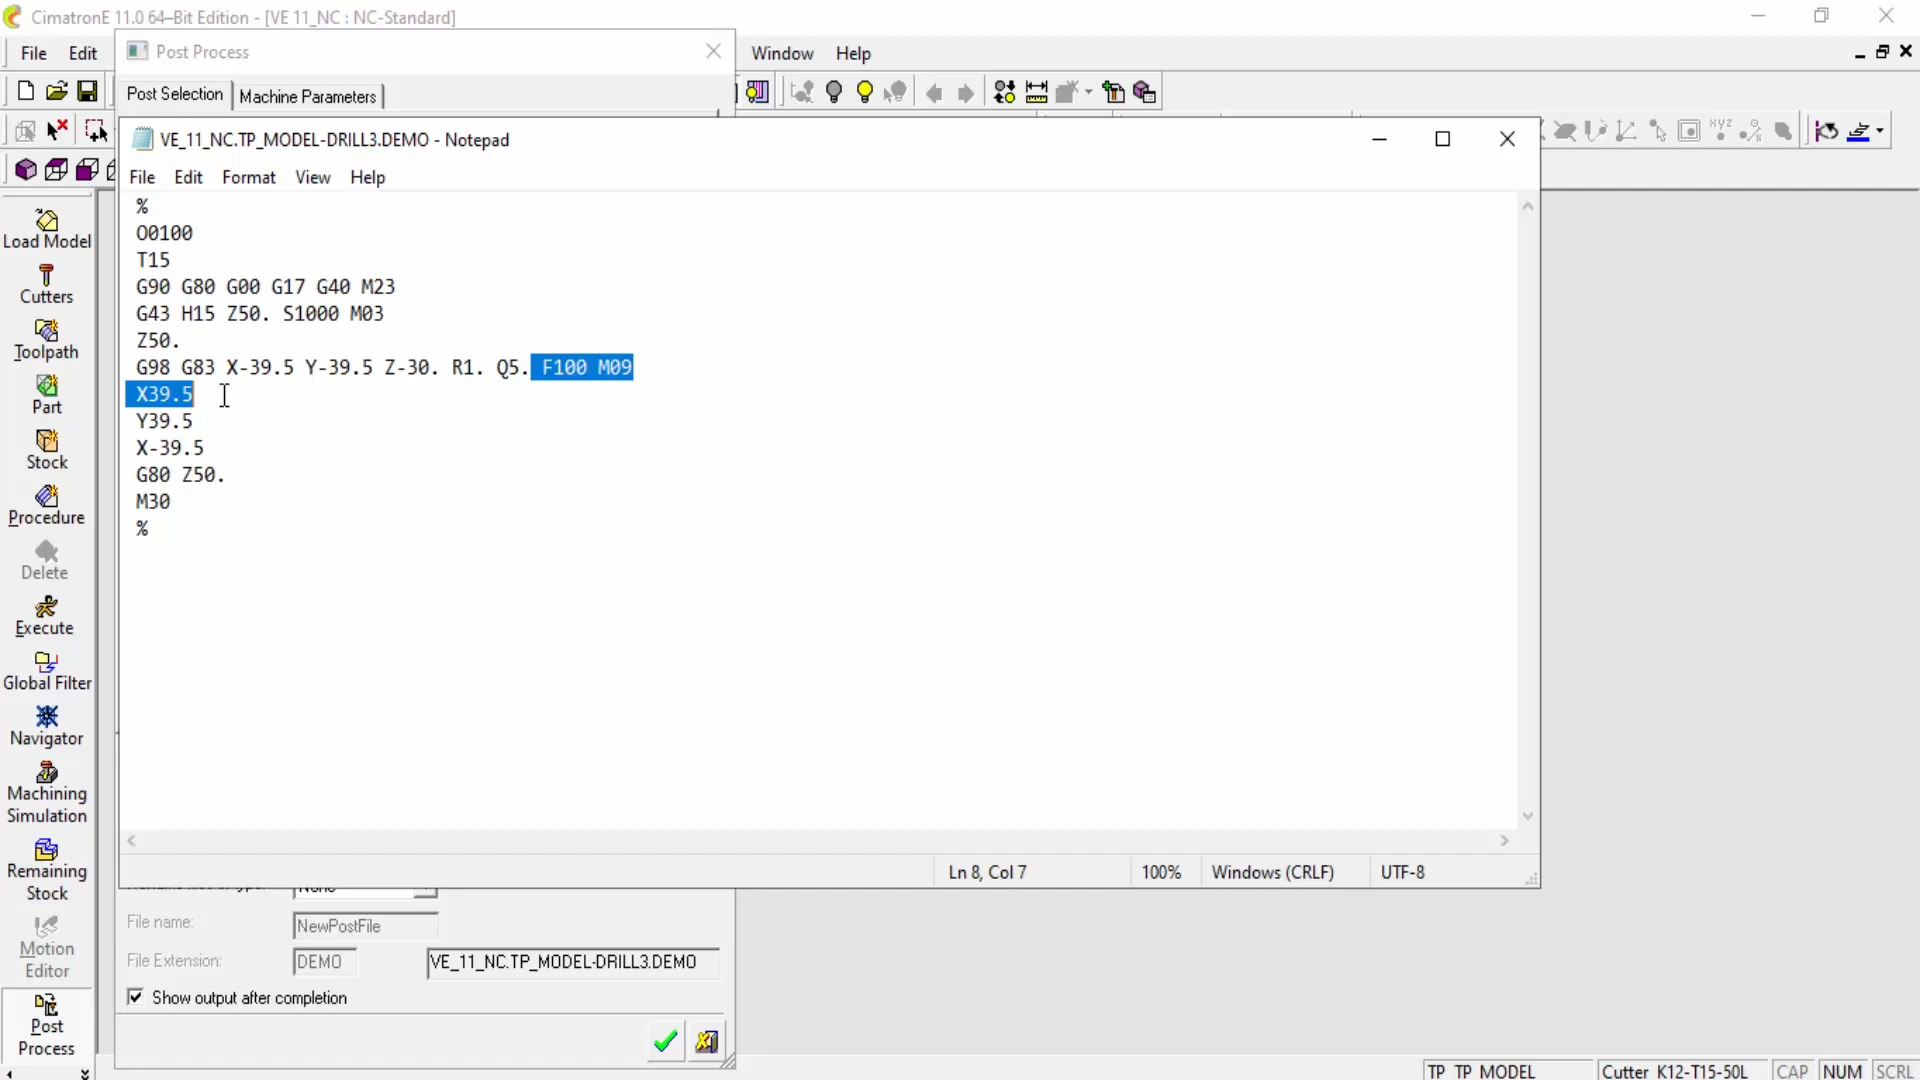 CimatronE 11.0 64–Bit Edition - [VE 11_NC : NC-Standard]
File Edit Window Help
Post Process
Post Selection Machine Parameters
VE_11_NC.TP_MODEL-DRILL3.DEMO - Notepad
File Edit Format View Help
%
O0100
T15
G90 G80 G00 G17 G40 M23
G43 H15 Z50. S1000 M03
Z50.
G98 G83 X-39.5 Y-39.5 Z-30. R1. Q5. F100 M09
X39.5
Y39.5
X-39.5
G80 Z50.
M30
%
Ln 8, Col 7 100% Windows (CRLF) UTF-8
Load Model
Cutters
Toolpath
Part
Stock
Procedure
Delete
Execute
Global Filter
Navigator
Machining
Simulation
Remaining
Stock
Motion
Editor
Post
Process
None
File name: NewPostFile
File Extension: DEMO VE_11_NC.TP_MODEL-DRILL3.DEMO
Show output after completion
TP TP_MODEL Cutter K12-T15-50L CAP NUM SCRL